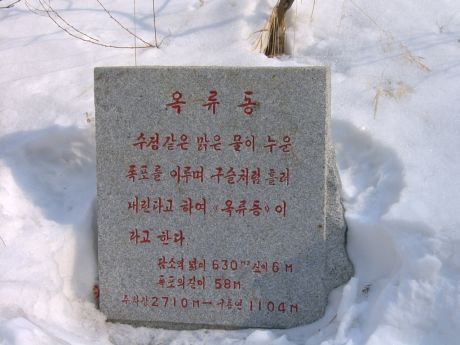 옥류동
수정같은 맑은 물이 누운
폭포를 이루며 구슬처럼 흘러
내린다고 하여 《옥류동》이
라고 한다
담소의 넓이 630m² 깊이 6M
폭포의 길이 58M
주차장 2710M — 구룡연 1104M